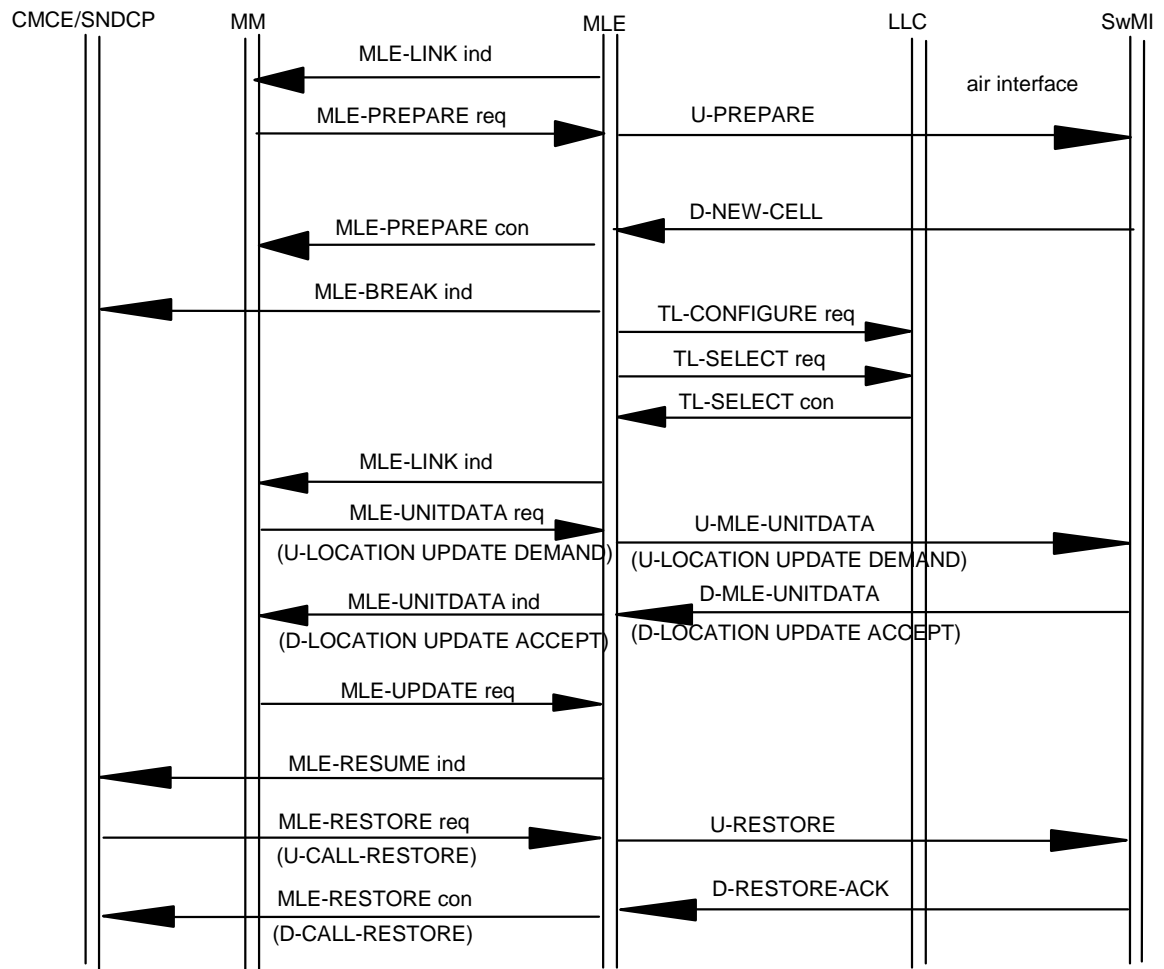 CMCE/SNDCP MM MLE LLC SwMI
MLE-LINK ind
air interface
MLE-PREPARE req U-PREPARE
D-NEW-CELL
MLE-PREPARE con
MLE-BREAK ind
TL-CONFIGURE req
TL-SELECT req
TL-SELECT con
MLE-LINK ind
MLE-UNITDATA req U-MLE-UNITDATA
(U-LOCATION UPDATE DEMAND) (U-LOCATION UPDATE DEMAND)
MLE-UNITDATA ind D-MLE-UNITDATA
(D-LOCATION UPDATE ACCEPT) (D-LOCATION UPDATE ACCEPT)
MLE-UPDATE req
MLE-RESUME ind
MLE-RESTORE req U-RESTORE
(U-CALL-RESTORE)
MLE-RESTORE con D-RESTORE-ACK
(D-CALL-RESTORE)